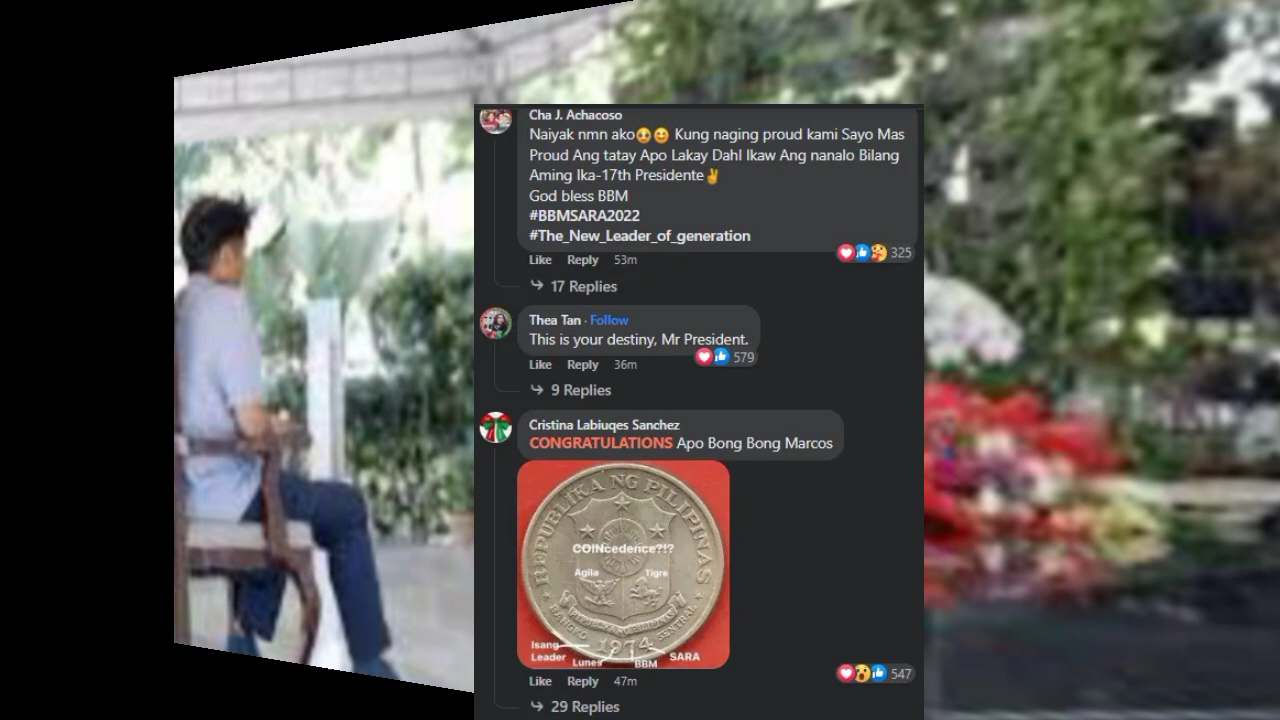 Cha J. Achacoso
Naiyak nmn ako🥹😆 Kung naging proud kami Sayo Mas
Proud Ang tatay Apo Lakay Dahl Ikaw Ang nanalo Bilang
Aming Ika-17th Presidente✌️
God bless BBM
#BBMSARA2022
#The_New_Leader_of_generation
325
Like Reply 53m
17 Replies
Thea Tan · Follow
This is your destiny, Mr President.
579
Like Reply 36m
9 Replies
Cristina Labiuqes Sanchez
CONGRATULATIONS Apo Bong Bong Marcos
REPUBLIKA NG PILIPINAS
COINcedence?!?
Agila Tigre
BANGKO SENTRAL
1974
Isang
Leader
Lunes BBM SARA
547
Like Reply 47m
29 Replies